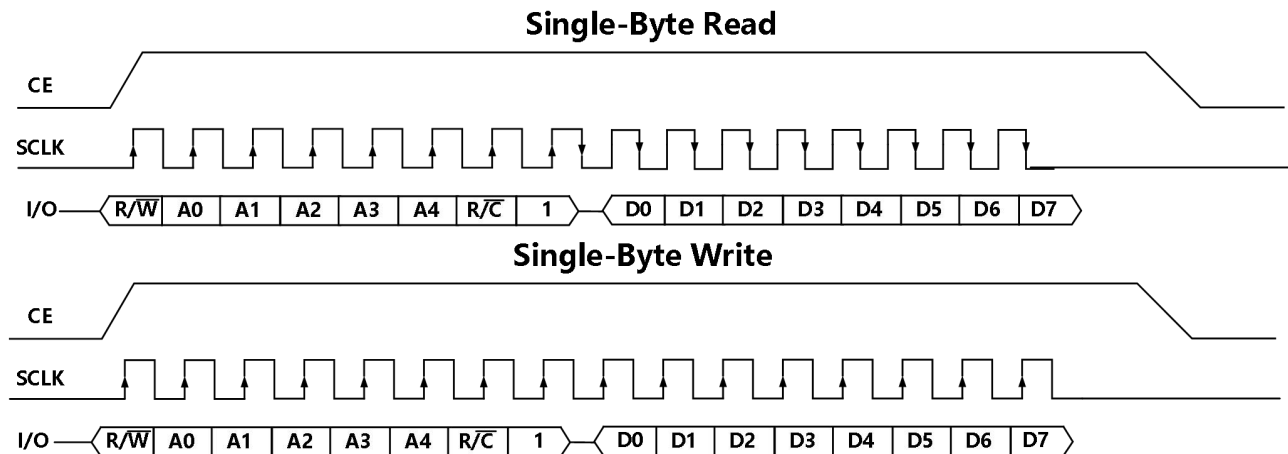 Single-Byte Read
CE
SCLK
I/O R/W̅ A0 A1 A2 A3 A4 R/C̅ 1 D0 D1 D2 D3 D4 D5 D6 D7
Single-Byte Write
CE
SCLK
I/O R/W̅ A0 A1 A2 A3 A4 R/C̅ 1 D0 D1 D2 D3 D4 D5 D6 D7